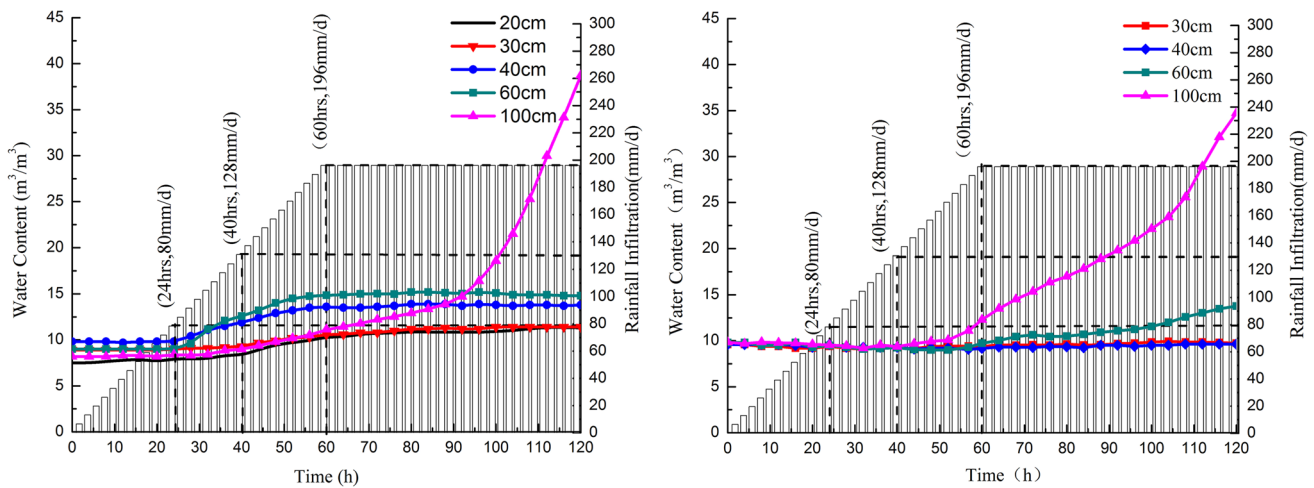 45
40
35
30
25
20
15
10
5
0
Water Content (m³/m³)
0 10 20 30 40 50 60 70 80 90 100 110 120
Time (h)
300
280
260
240
220
200
180
160
140
120
100
80
60
40
20
0
Rainfall Infiltration(mm/d)
20cm
30cm
40cm
60cm
100cm
(24hrs,80mm/d)
(40hrs,128mm/d)
(60hrs,196mm/d)
45
40
35
30
25
20
15
10
5
0
Water Content（m³/m³）
0 10 20 30 40 50 60 70 80 90 100 110 120
Time（h）
300
280
260
240
220
200
180
160
140
120
100
80
60
40
20
0
Rainfall Infiltration(mm/d)
30cm
40cm
60cm
100cm
(24hrs,80mm/d)
(40hrs,128mm/d)
(60hrs,196mm/d)